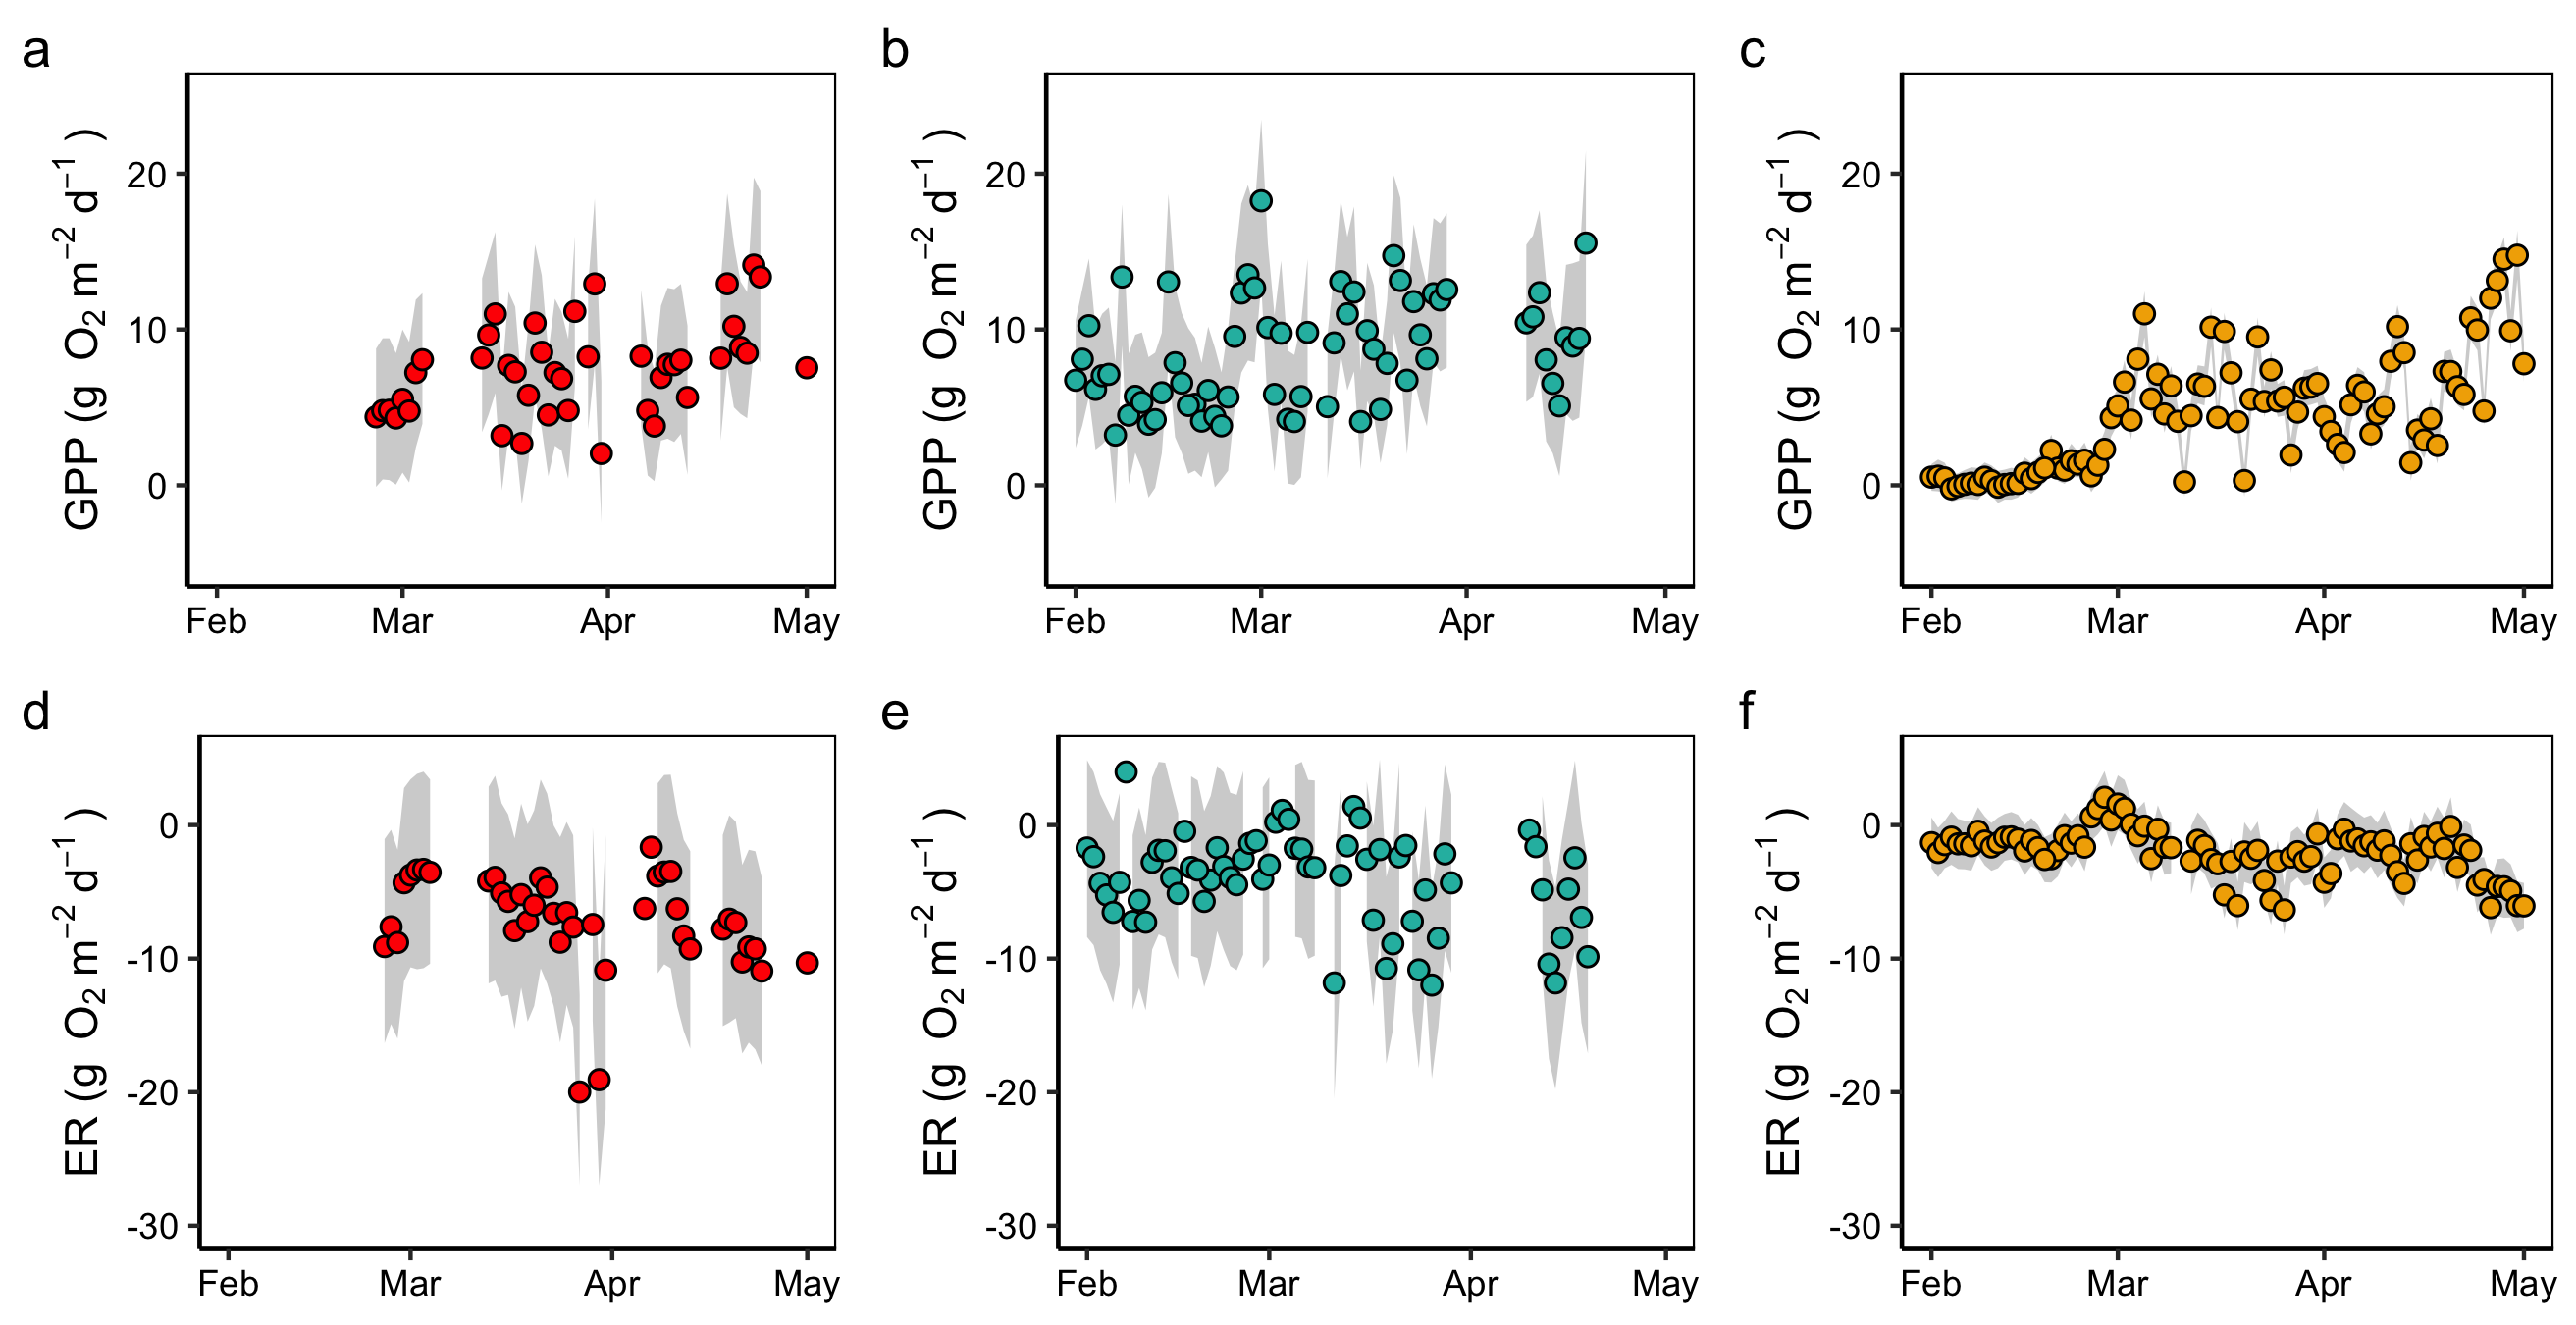 a
GPP (g O₂ m⁻² d⁻¹ )
20
10
0
Feb Mar Apr May
b
GPP (g O₂ m⁻² d⁻¹ )
20
10
0
Feb Mar Apr May
c
GPP (g O₂ m⁻² d⁻¹ )
20
10
0
Feb Mar Apr May
d
ER (g O₂ m⁻² d⁻¹ )
0
-10
-20
-30
Feb Mar Apr May
e
ER (g O₂ m⁻² d⁻¹ )
0
-10
-20
-30
Feb Mar Apr May
f
ER (g O₂ m⁻² d⁻¹ )
0
-10
-20
-30
Feb Mar Apr May